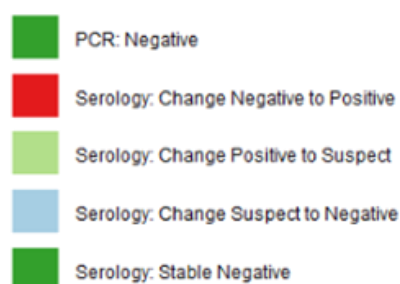 PCR: Negative
Serology: Change Negative to Positive
Serology: Change Positive to Suspect
Serology: Change Suspect to Negative
Serology: Stable Negative